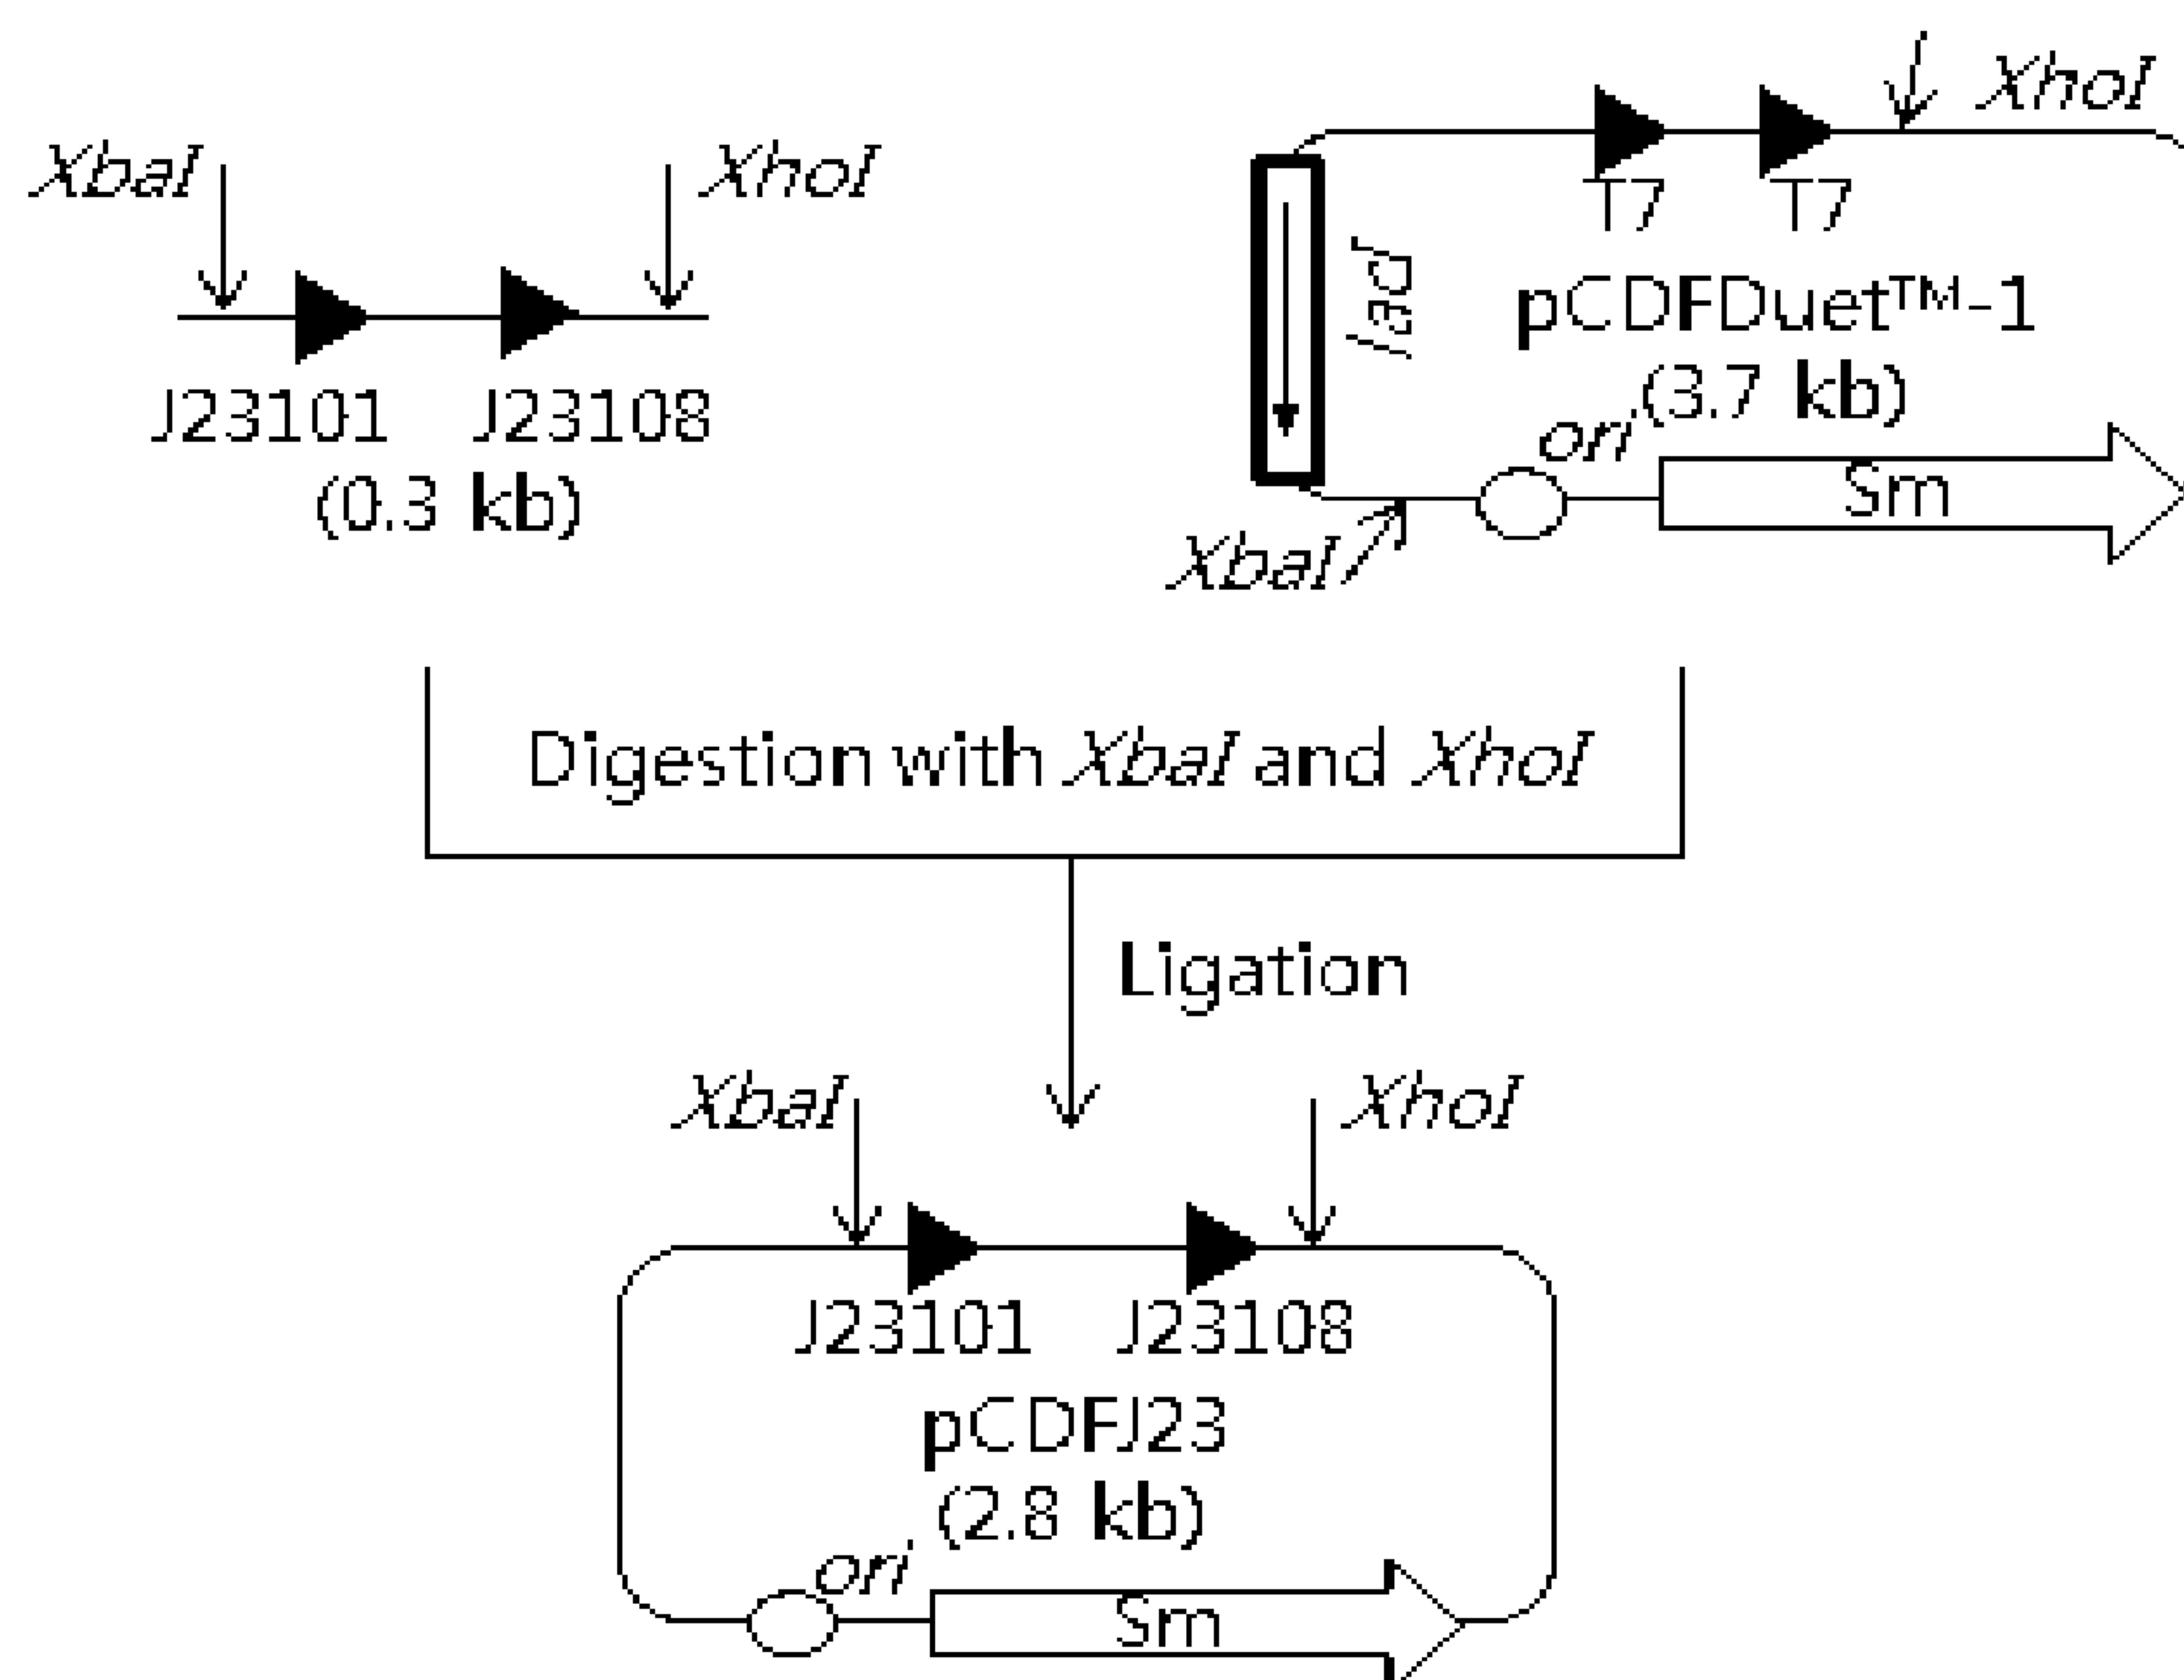 XbaI
XhoI
J23101
J23108
(0.3 kb)
XhoI
T7
T7
lacI
pCDFDuet™-1
(3.7 kb)
ori
Sm
XbaI
Digestion with XbaI and XhoI
Ligation
XbaI
XhoI
J23101
J23108
pCDFJ23
(2.8 kb)
ori
Sm